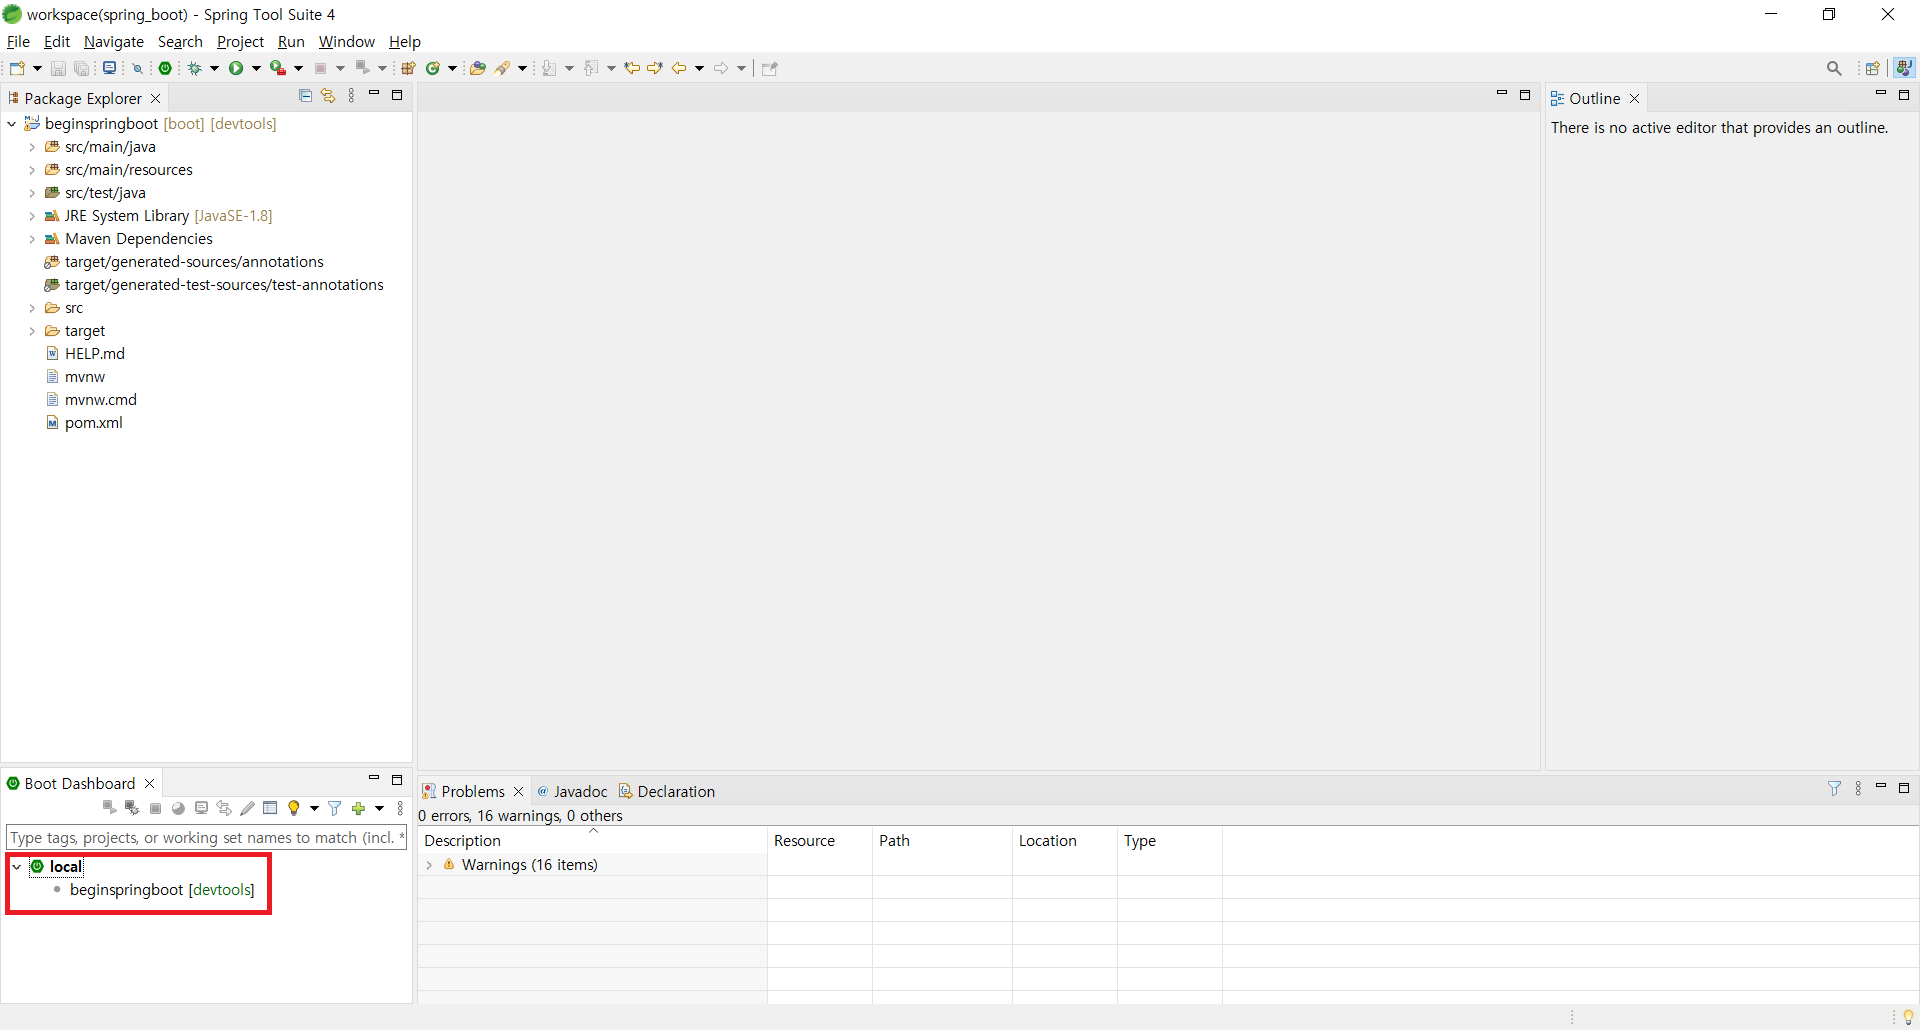 workspace(spring_boot) - Spring Tool Suite 4
File Edit Navigate Search Project Run Window Help
Package Explorer
beginspringboot [boot] [devtools]
src/main/java
src/main/resources
src/test/java
JRE System Library [JavaSE-1.8]
Maven Dependencies
target/generated-sources/annotations
target/generated-test-sources/test-annotations
src
target
HELP.md
mvnw
mvnw.cmd
pom.xml
Outline
There is no active editor that provides an outline.
Boot Dashboard
Type tags, projects, or working set names to match (incl. *
local
beginspringboot [devtools]
Problems Javadoc Declaration
0 errors, 16 warnings, 0 others
Description Resource Path Location Type
Warnings (16 items)